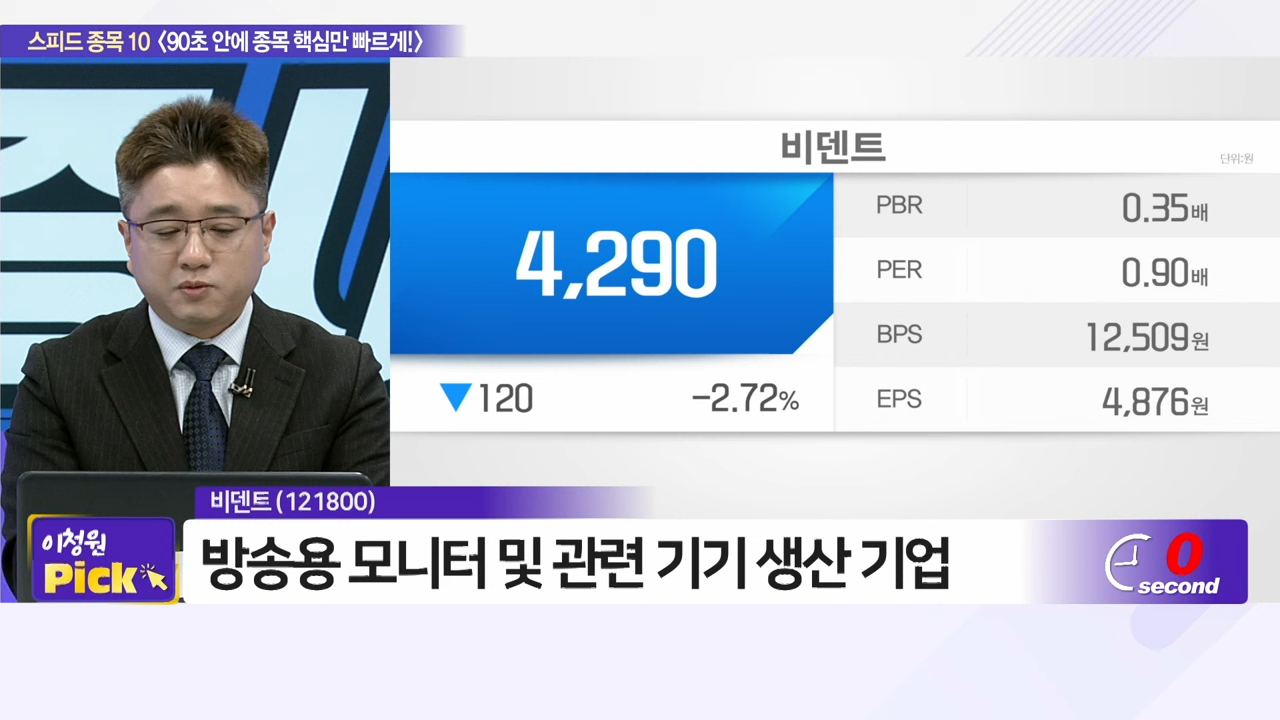 스피드 종목 10 〈90초 안에 종목 핵심만 빠르게!〉
비덴트
단위:원
4,290
▼120 -2.72%
PBR 0.35배
PER 0.90배
BPS 12,509원
EPS 4,876원
비덴트 (121800)
이청원
Pick
방송용 모니터 및 관련 기기 생산 기업
0
second